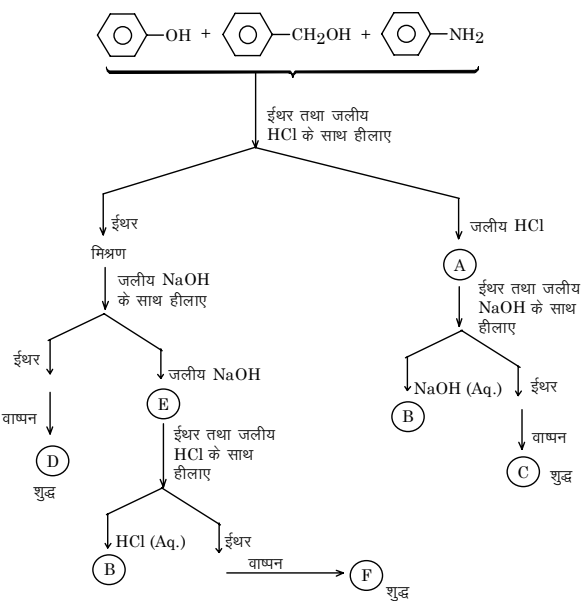 OH + CH2OH + NH2
ईथर तथा जलीय
HCl के साथ हीलाए
ईथर
मिश्रण
जलीय NaOH
के साथ हीलाए
ईथर
वाष्पन
D
शुद्ध
जलीय NaOH
E
ईथर तथा जलीय
HCl के साथ
हीलाए
HCl (Aq.)
B
ईथर
वाष्पन
F
शुद्ध
जलीय HCl
A
ईथर तथा जलीय
NaOH के साथ
हीलाए
NaOH (Aq.)
B
ईथर
वाष्पन
C
शुद्ध